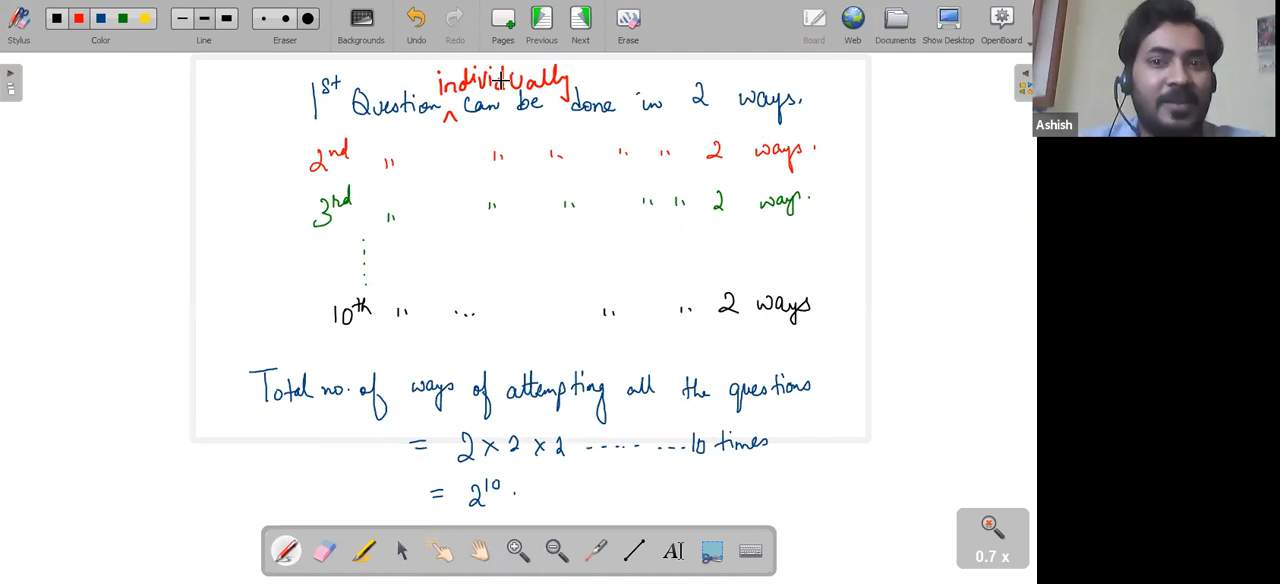 Stylus
Color
Line
Eraser
Backgrounds
Undo
Redo
Pages
Previous
Next
Erase
Board
Web
Documents
Show Desktop
OpenBoard
Ashish
individually
1st Question ^ can be done in 2 ways.
2nd " " " " " 2 ways.
3rd " " " " " 2 ways.
10th " ... " " 2 ways
Total no. of ways of attempting all the questions
= 2 × 2 × 2 ......... 10 times
= 2^10.
0.7 x